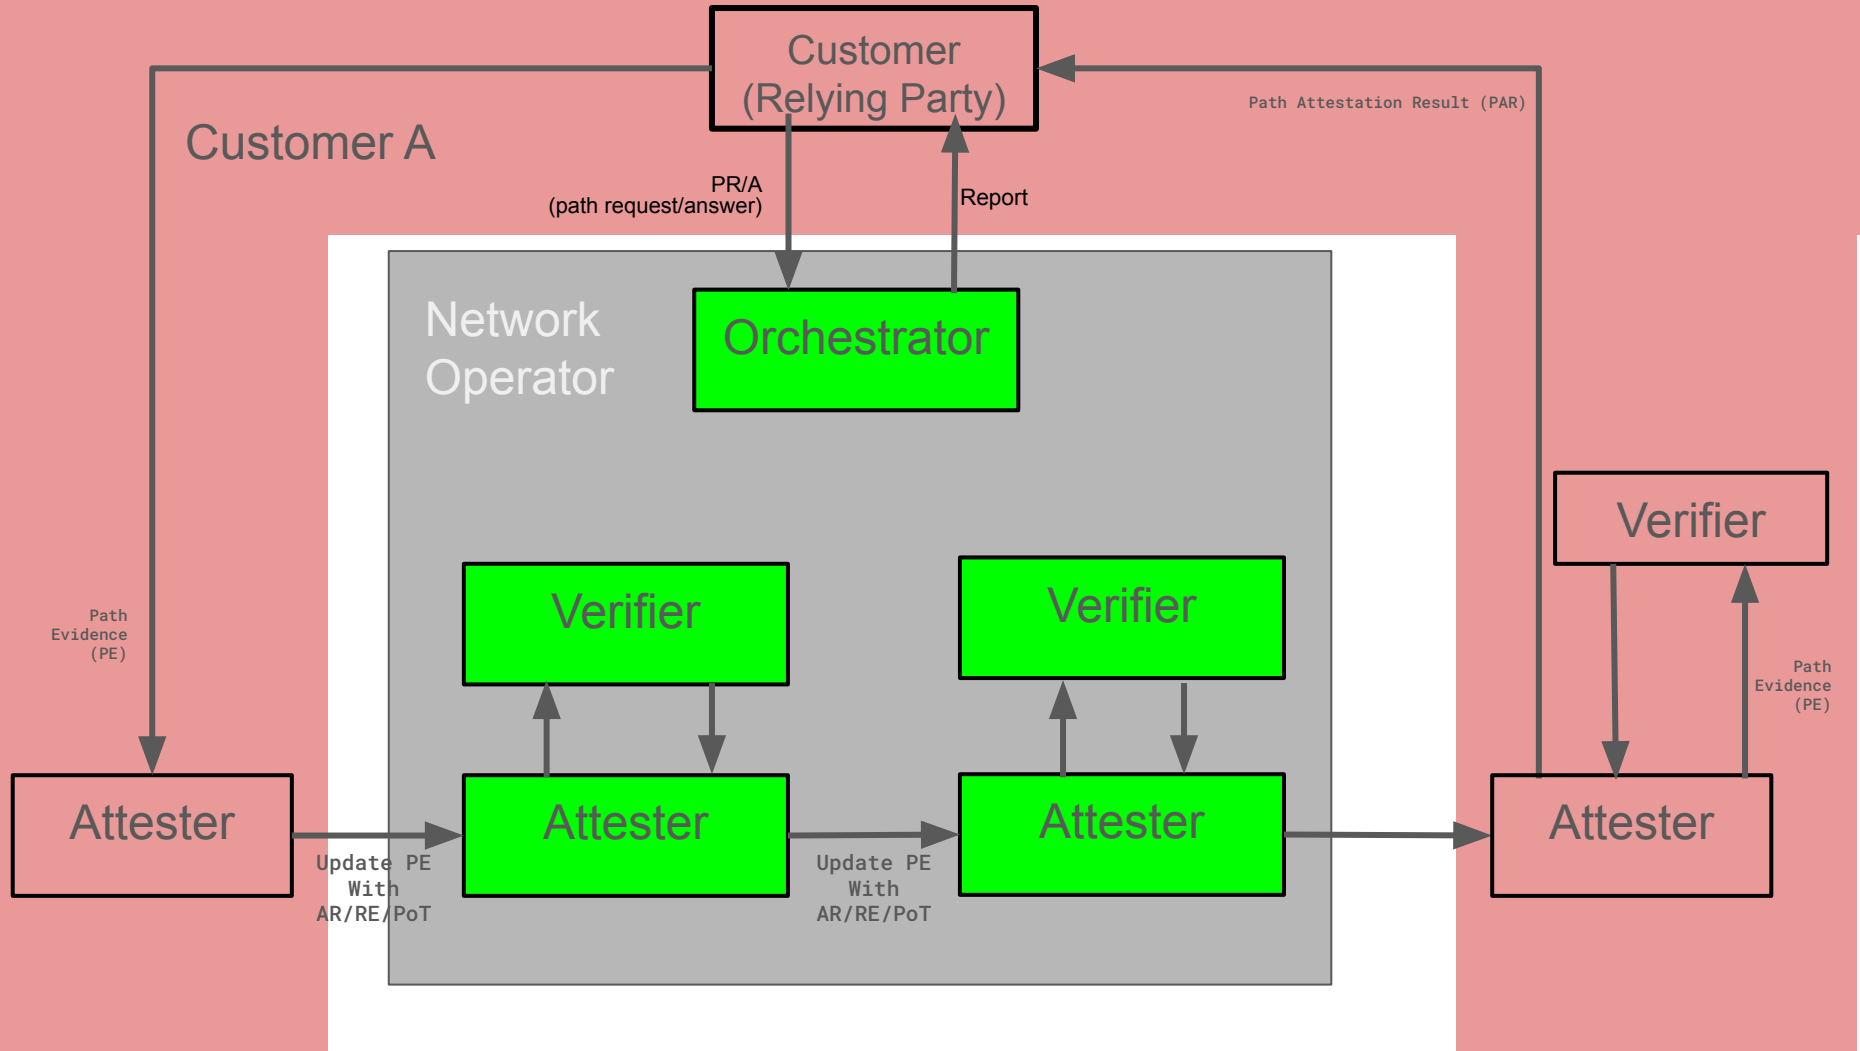 Customer
(Relying Party)
Path Attestation Result (PAR)
Customer A
PR/A
(path request/answer)
Report
Network
Operator
Orchestrator
Verifier
Verifier
Verifier
Path
Evidence
(PE)
Path
Evidence
(PE)
Attester
Attester
Attester
Attester
Update PE
With
AR/RE/PoT
Update PE
With
AR/RE/PoT